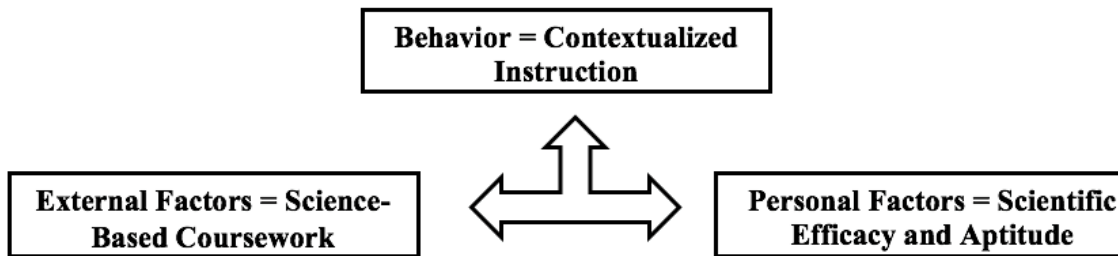 Behavior = Contextualized
Instruction
External Factors = Science-
Based Coursework
Personal Factors = Scientific
Efficacy and Aptitude